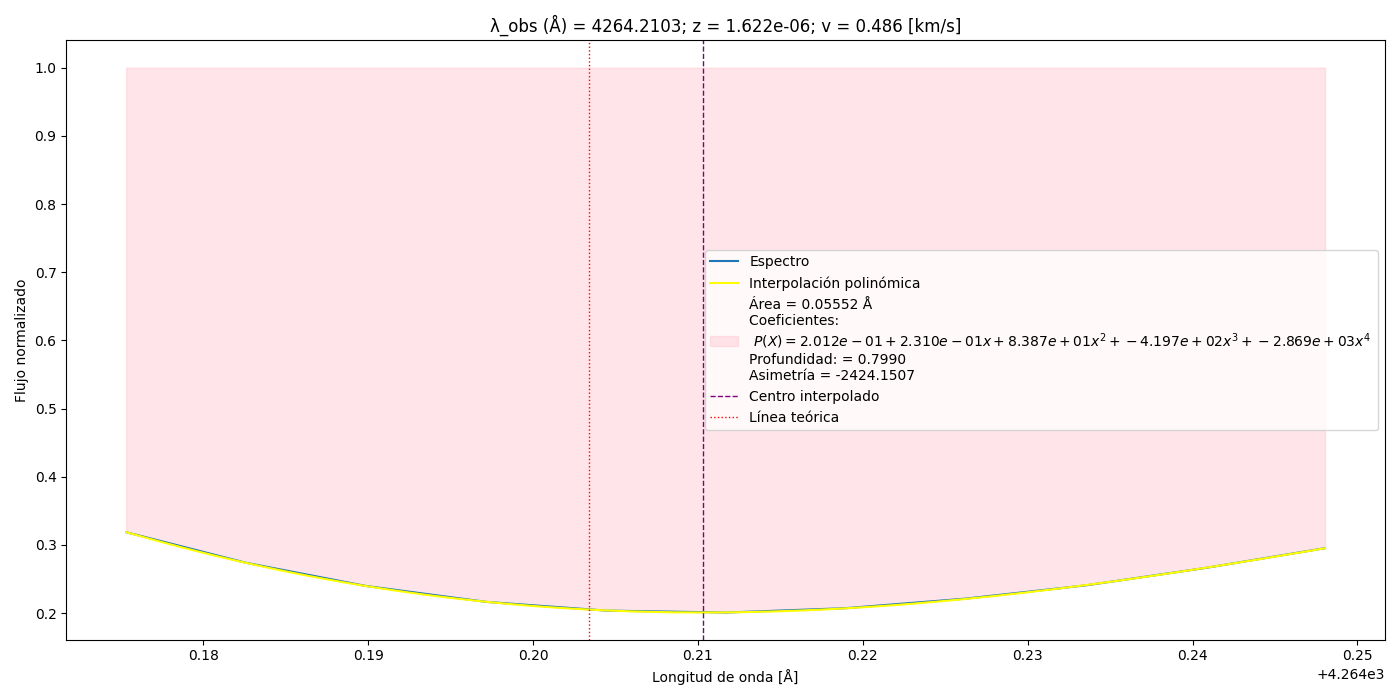 λ_obs (Å) = 4264.2103; z = 1.622e-06; v = 0.486 [km/s]
Flujo normalizado
1.0
0.9
0.8
0.7
0.6
0.5
0.4
0.3
0.2
Espectro
Interpolación polinómica
Área = 0.05552 Å
Coeficientes:
P(X) = 2.012e − 01 + 2.310e − 01x + 8.387e + 01x² + −4.197e + 02x³ + −2.869e + 03x⁴
Profundidad: = 0.7990
Asimetría = -2424.1507
Centro interpolado
Línea teórica
0.18 0.19 0.20 0.21 0.22 0.23 0.24 0.25
+4.264e3
Longitud de onda [Å]